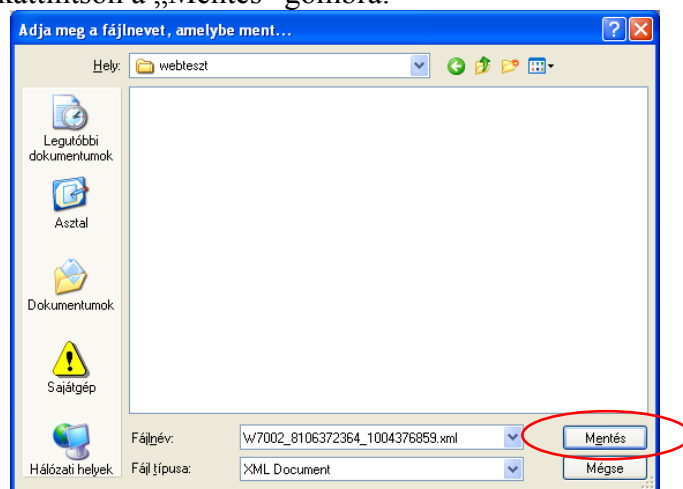 kattintson a „Mentés” gombra.
Adja meg a fájlnevet, amelybe ment...
Hely:
webteszt
Legutóbbi
dokumentumok
Asztal
Dokumentumok
Sajátgép
Hálózati helyek
Fájlnév:
W7002_8106372364_1004376859.xml
Mentés
Fájl típusa:
XML Document
Mégse